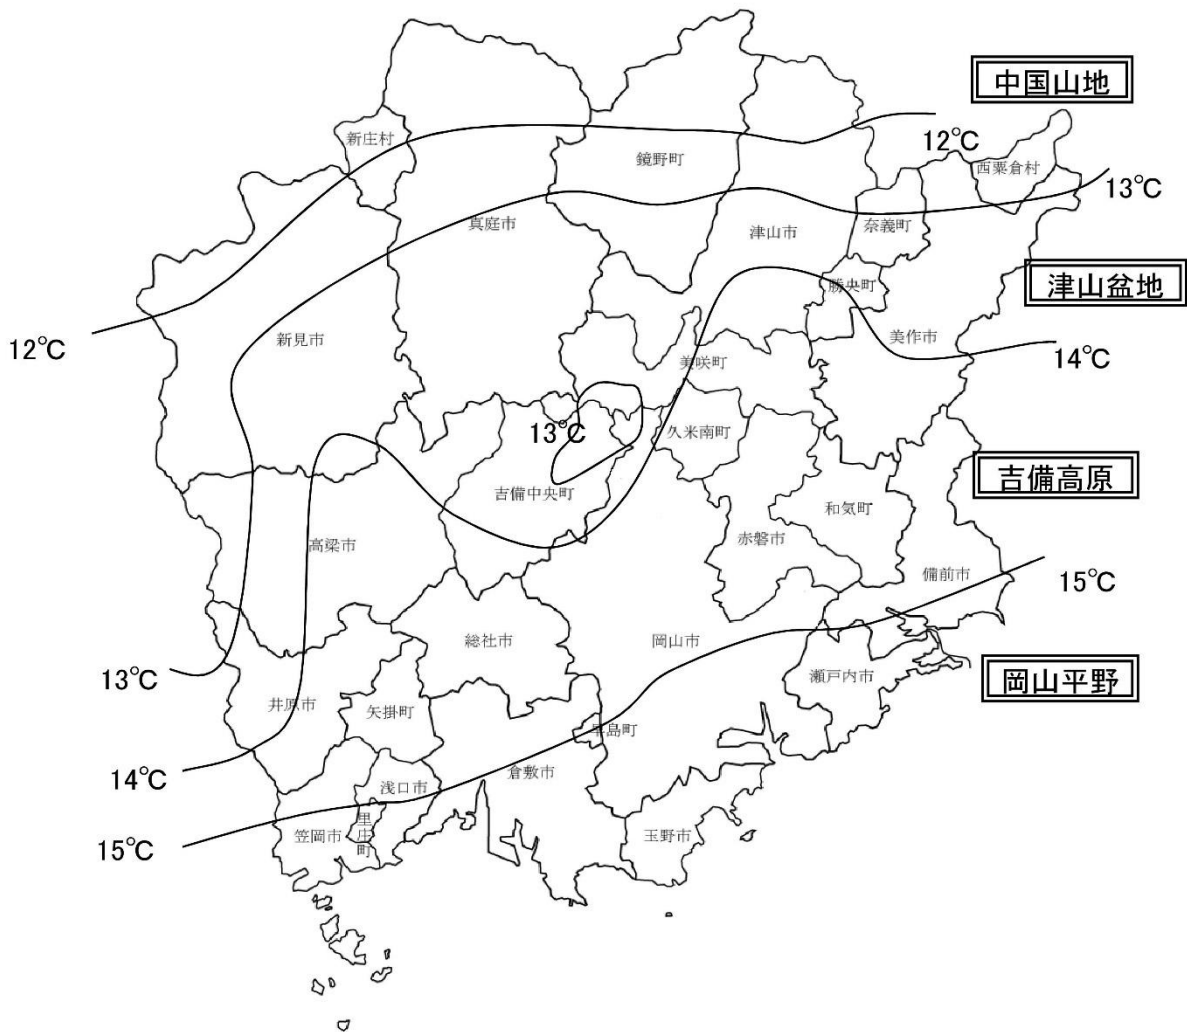 中国山地
新庄村
鏡野町
12℃
西粟倉村
13℃
真庭市
津山市
奈義町
津山盆地
勝央町
12℃
新見市
美作市
14℃
美咲町
13℃
久米南町
吉備高原
吉備中央町
和気町
高梁市
赤磐市
備前市
15℃
総社市
岡山市
13℃
瀬戸内市
岡山平野
井原市
矢掛町
早島町
14℃
倉敷市
浅口市
15℃
笠岡市
里庄町
玉野市